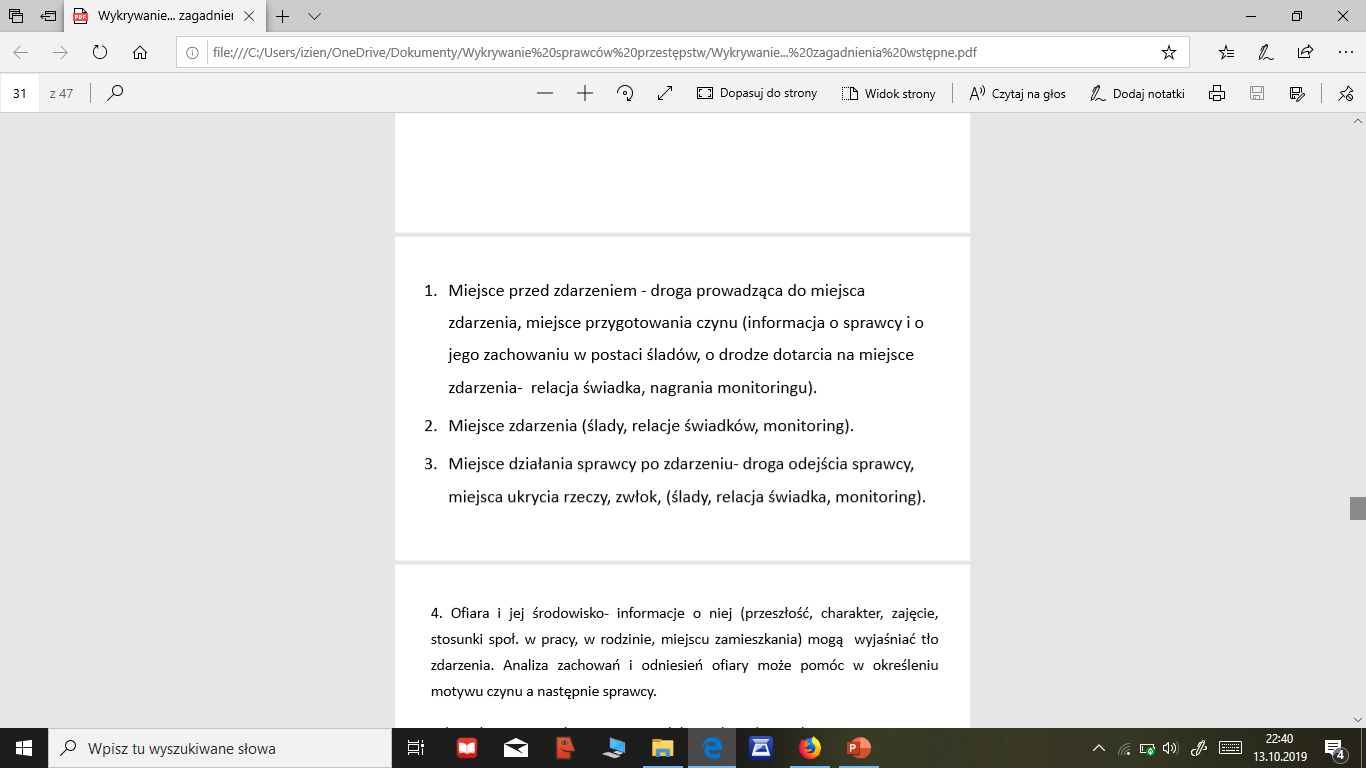 Wykrywanie... zagadnier
file:///C:/Users/izien/OneDrive/Dokumenty/Wykrywanie%20sprawców%20przestępstw/Wykrywanie...%20zagadnienia%20wstępne.pdf
31 z 47 Dopasuj do strony Widok strony Czytaj na głos Dodaj notatki
1. Miejsce przed zdarzeniem - droga prowadząca do miejsca
zdarzenia, miejsce przygotowania czynu (informacja o sprawcy i o
jego zachowaniu w postaci śladów, o drodze dotarcia na miejsce
zdarzenia- relacja świadka, nagrania monitoringu).
2. Miejsce zdarzenia (ślady, relacje świadków, monitoring).
3. Miejsce działania sprawcy po zdarzeniu- droga odejścia sprawcy,
miejsca ukrycia rzeczy, zwłok, (ślady, relacja świadka, monitoring).
4. Ofiara i jej środowisko- informacje o niej (przeszłość, charakter, zajęcie,
stosunki społ. w pracy, w rodzinie, miejscu zamieszkania) mogą wyjaśniać tło
zdarzenia. Analiza zachowań i odniesień ofiary może pomóc w określeniu
motywu czynu a następnie sprawcy.
Wpisz tu wyszukiwane słowa
22:40
13.10.2019
4